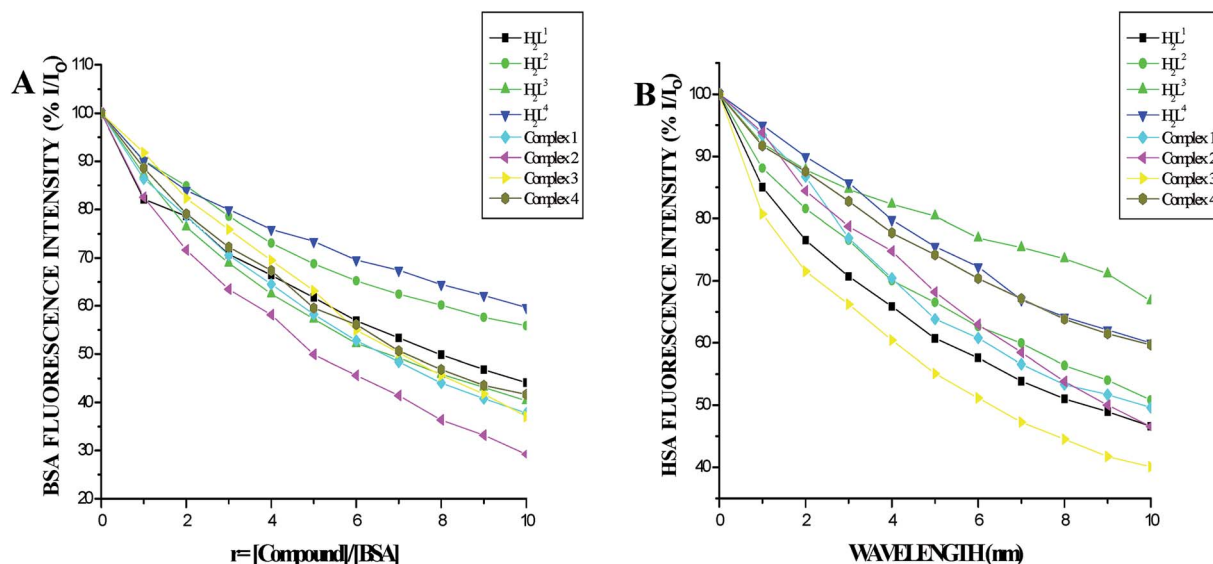 A
BSA FLUORESCENCE INTENSITY (% I/I₀)
110
100
90
80
70
60
50
40
30
20
0
2
4
6
8
10
r=[Compound]/[BSA]
H₂L¹
H₂L²
H₂L³
H₂L⁴
Complex 1
Complex 2
Complex 3
Complex 4
B
HSA FLUORESCENCE INTENSITY (% I/I₀)
100
90
80
70
60
50
40
0
2
4
6
8
10
WAVELENGTH (nm)
H₂L¹
H₂L²
H₂L³
H₂L⁴
Complex 1
Complex 2
Complex 3
Complex 4